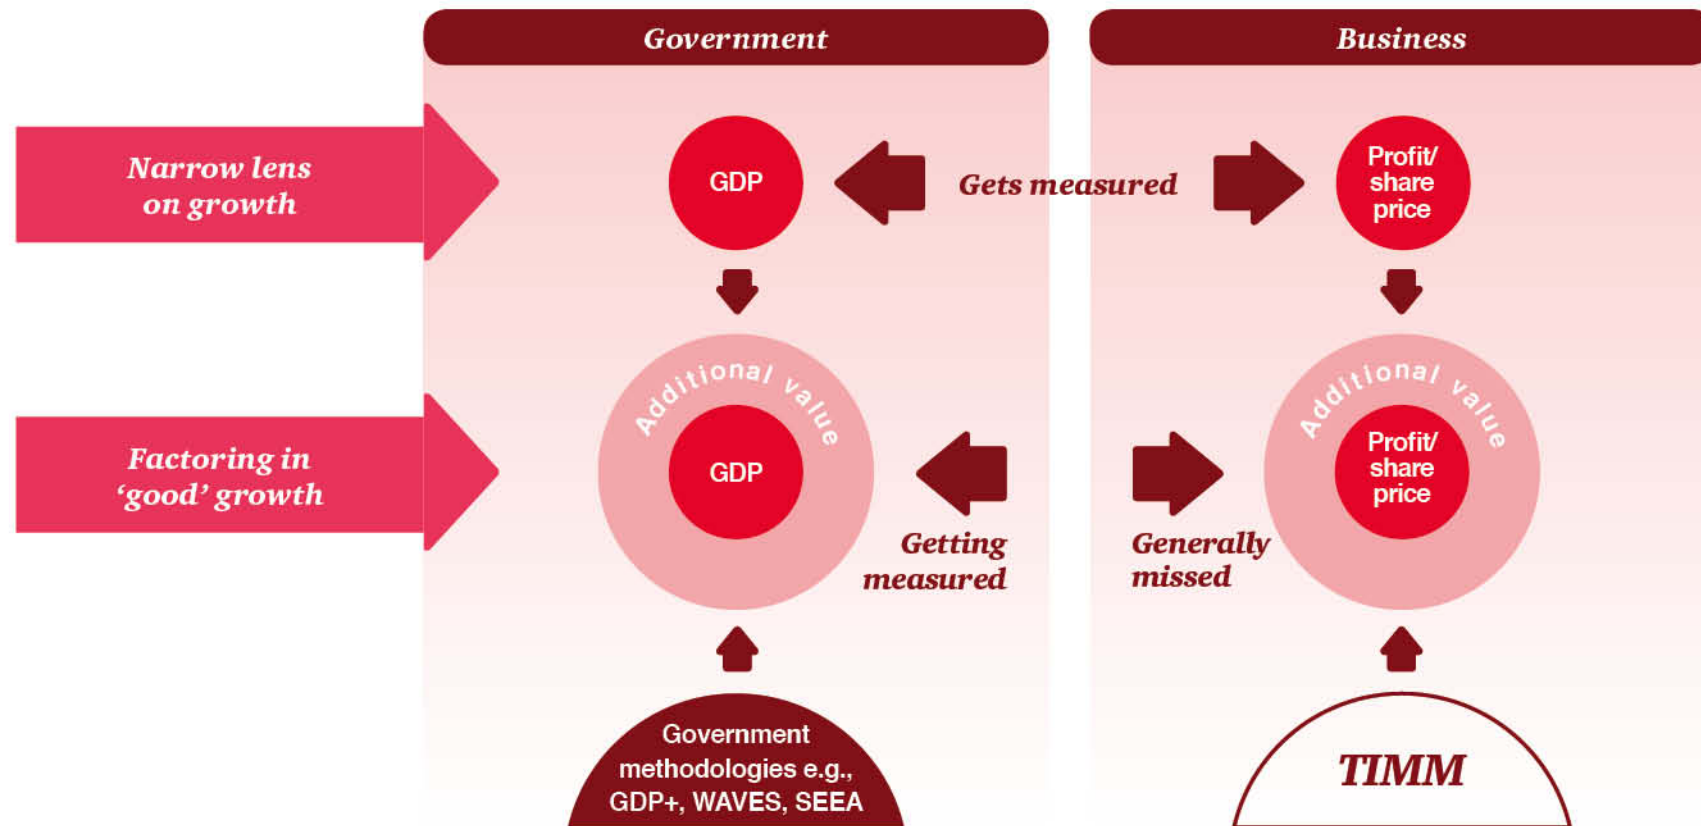 Government
Business
Narrow lens
on growth
GDP
Gets measured
Profit/
share
price
Factoring in
‘good’ growth
Additional value
GDP
Getting
measured
Generally
missed
Additional value
Profit/
share
price
Government
methodologies e.g.,
GDP+, WAVES, SEEA
TIMM